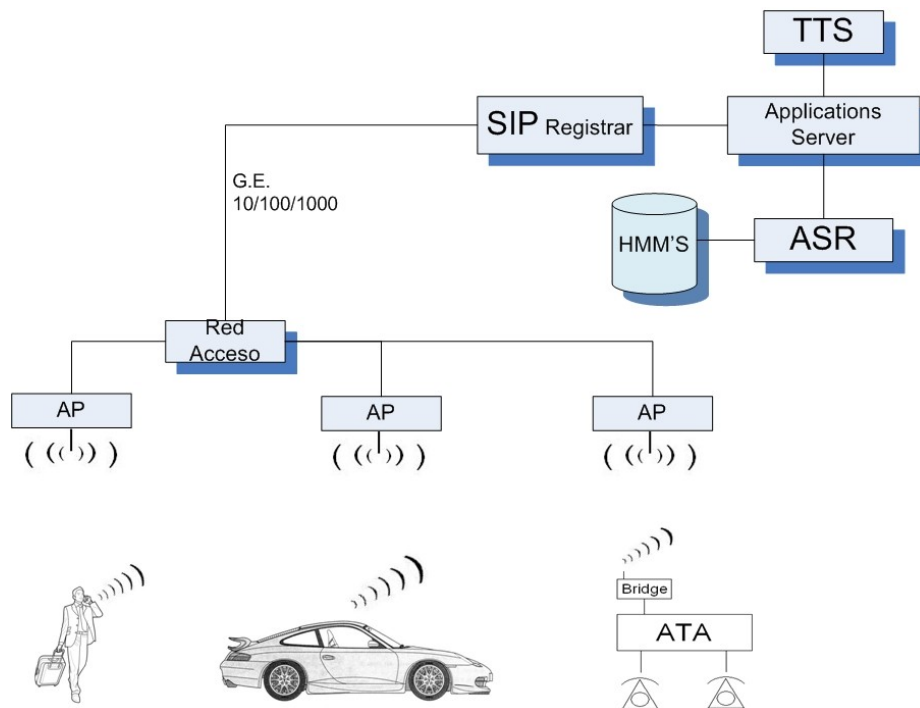 TTS
SIP Registrar
Applications
Server
G.E.
10/100/1000
HMM'S
ASR
Red
Acceso
AP
AP
AP
Bridge
ATA